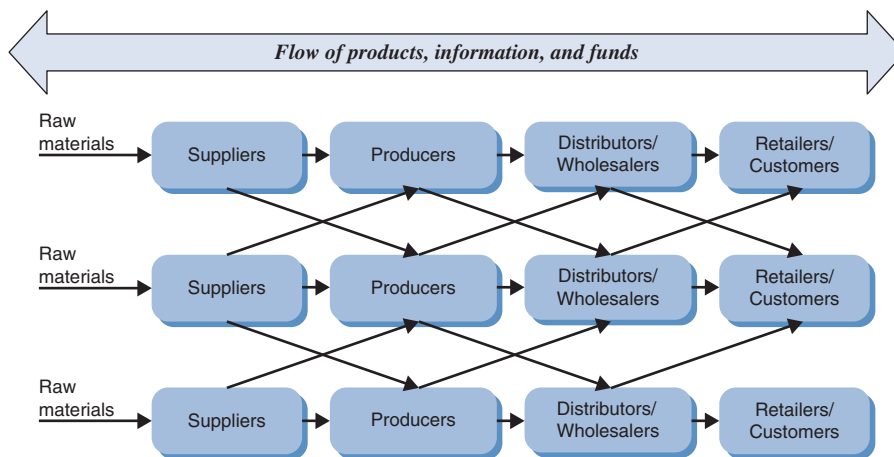 Flow of products, information, and funds
Raw
materials
Suppliers
Producers
Distributors/
Wholesalers
Retailers/
Customers
Raw
materials
Suppliers
Producers
Distributors/
Wholesalers
Retailers/
Customers
Raw
materials
Suppliers
Producers
Distributors/
Wholesalers
Retailers/
Customers